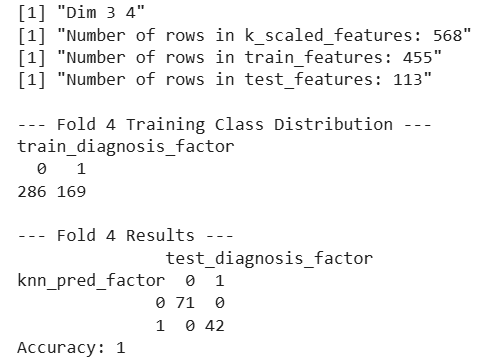 [1] "Dim 3 4"
[1] "Number of rows in k_scaled_features: 568"
[1] "Number of rows in train_features: 455"
[1] "Number of rows in test_features: 113"
--- Fold 4 Training Class Distribution ---
train_diagnosis_factor
  0   1
286 169
--- Fold 4 Results ---
               test_diagnosis_factor
knn_pred_factor  0  1
              0 71  0
              1  0 42
Accuracy: 1